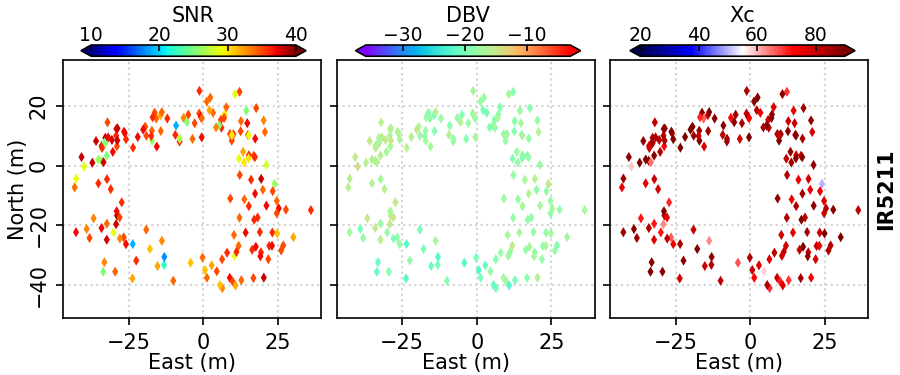 SNR DBV Xc
10 20 30 40 −30 −20 −10 20 40 60 80
20
0
−20
−40
North (m)
−25 0 25 −25 0 25 −25 0 25
East (m) East (m) East (m)
IR5211